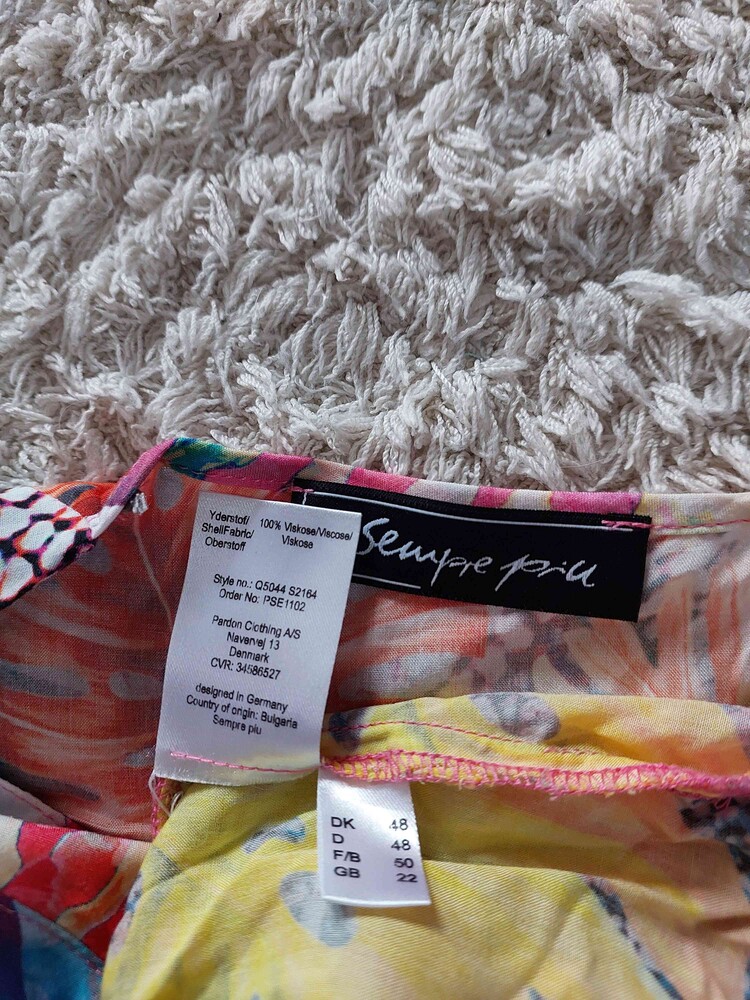 Yderstof/ 100% Viskose/Viscose/
ShellFabric/ Viskose
Oberstoff
Style no.: Q5044 S2164
Order No: PSE1102
Pardon Clothing A/S
Navervej 13
Denmark
CVR: 34586527
designed in Germany
Country of origin: Bulgaria
Sempre piu
Sempre più
DK 48
D 48
F/B 50
GB 22